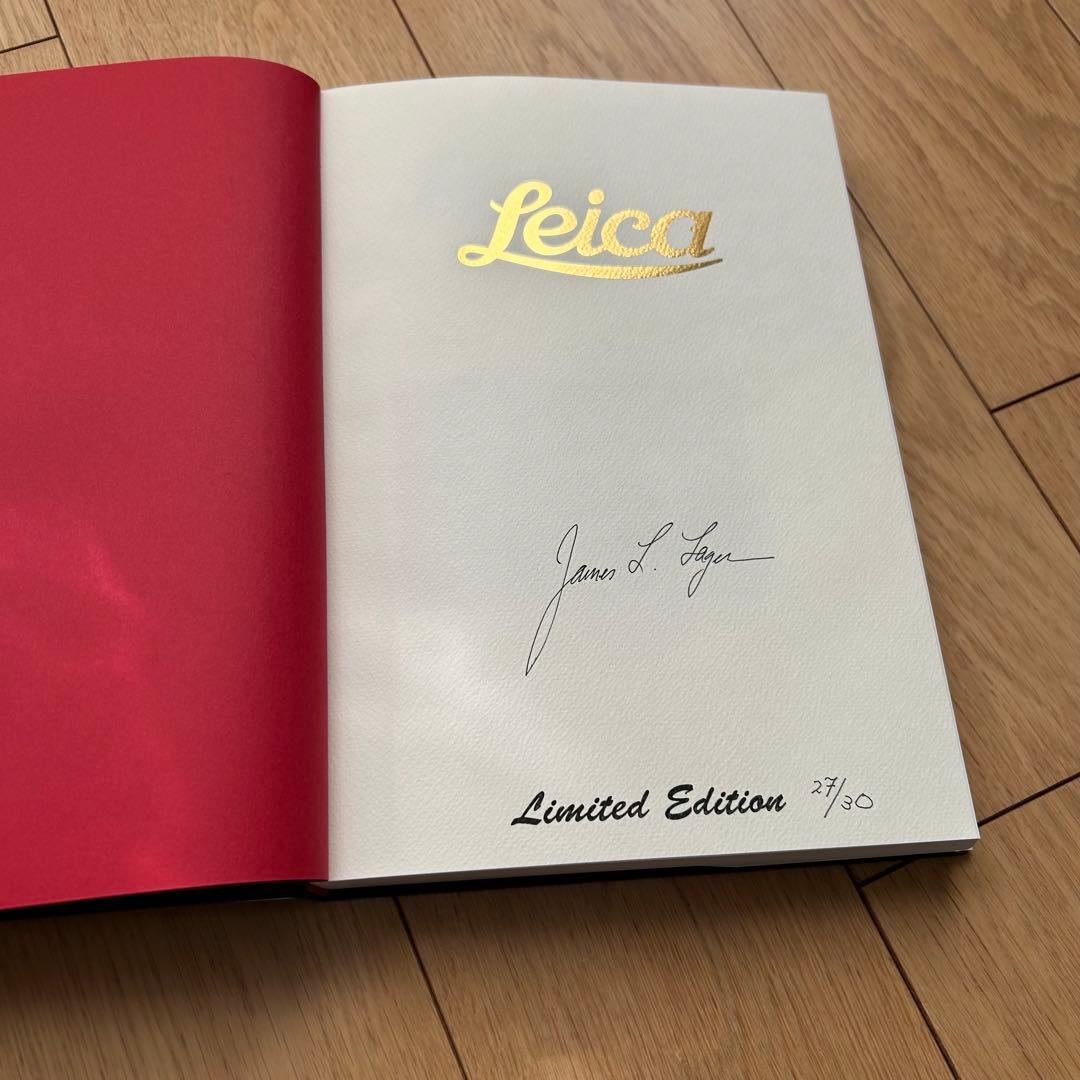 Leica
James L. Lager
Limited Edition 27/30